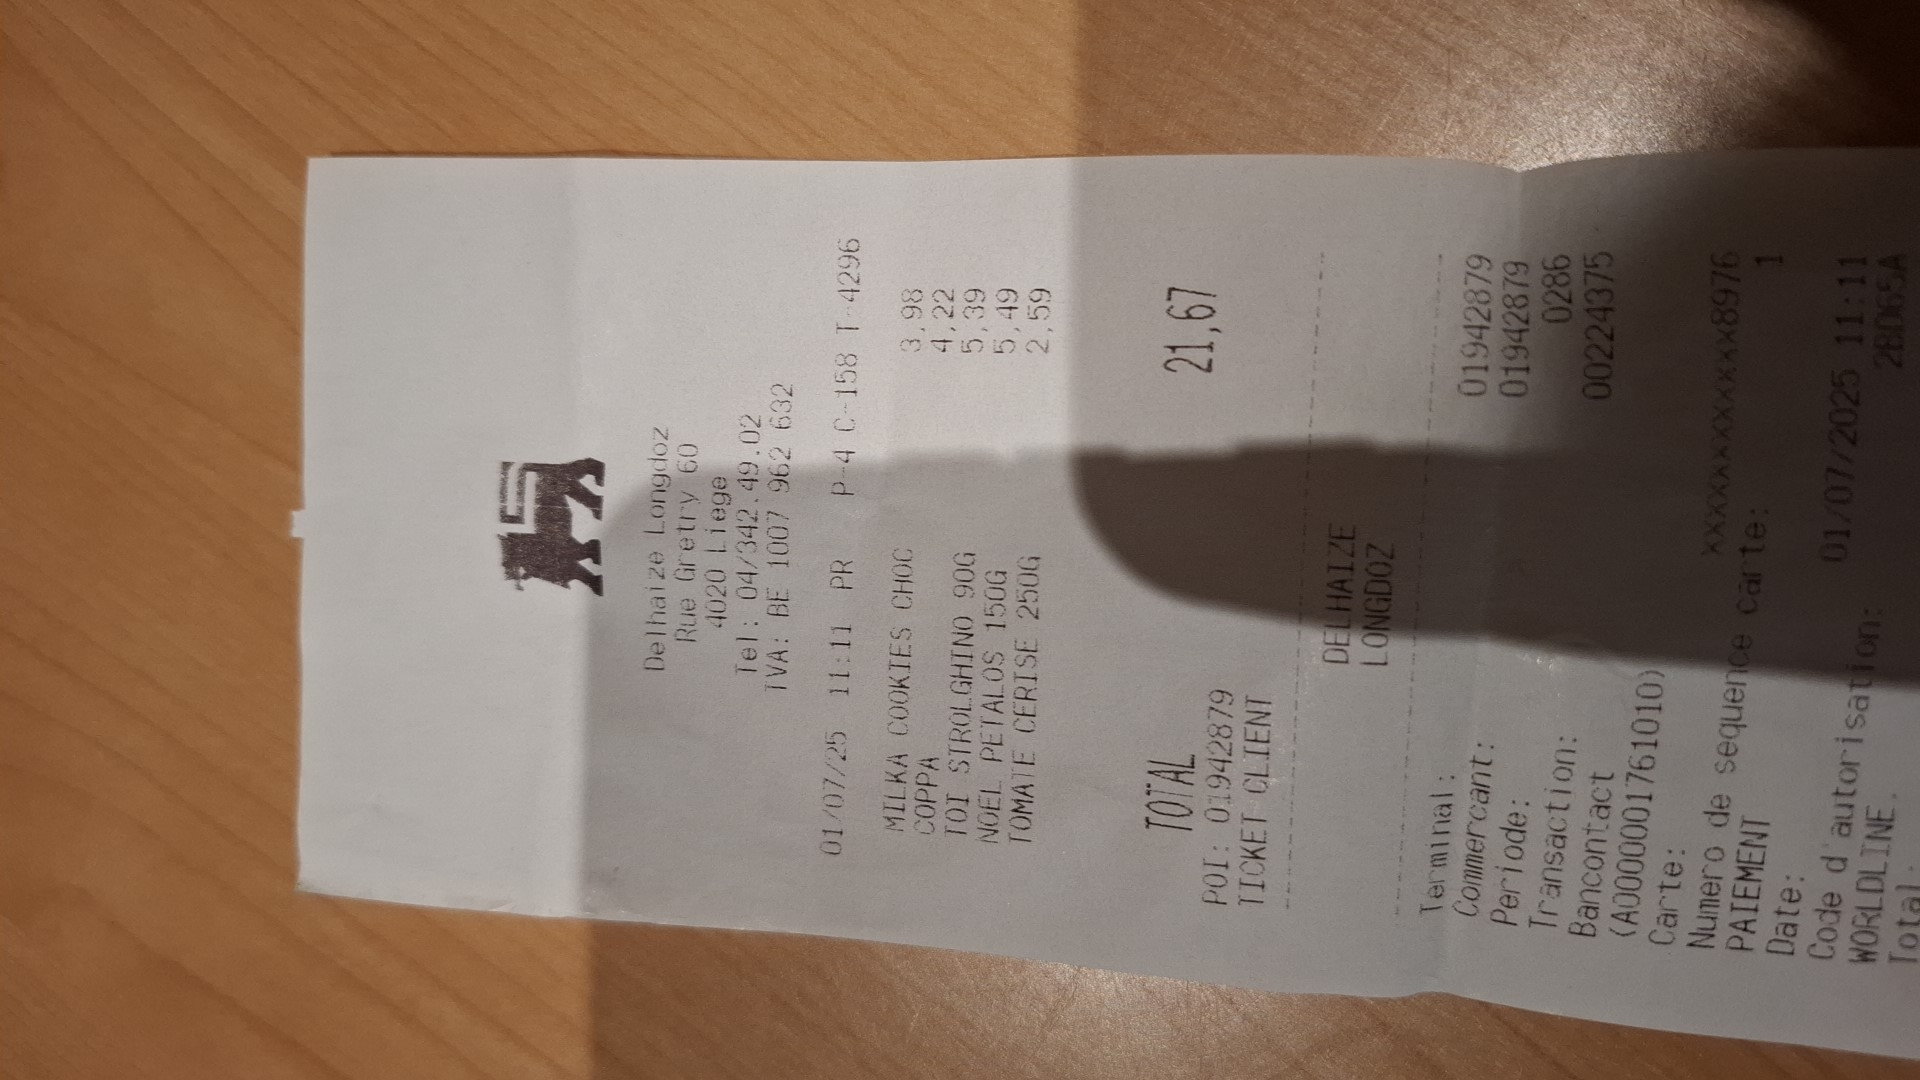 Delhaize Longdoz
Rue Gretry 60
4020 Liege
Tel: 04/342.49.02
TVA: BE 1007 962 632
01/07/25 11:11 PR P-4 C-158 T-4296
MILKA COOKIES CHOC 3,98
COPPA 4,22
TOI STROLGHINO 90G 5,39
NOEL PETALOS 150G 5,49
TOMATE CERISE 250G 2,59
TOTAL 21,67
POI: 01942879
TICKET CLIENT
DELHAIZE
LONGDOZ
Terminal: 01942879
Commercant: 01942879
Periode: 0286
Transaction: 00224375
Bancontact
(A0000001761010)
Carte: xxxxxxxxxxxxx8976
Numero de sequence carte: 1
PAIEMENT
Date: 01/07/2025 11:11
Code d'autorisation: 2BD65A
WORLDLINE.
Total: